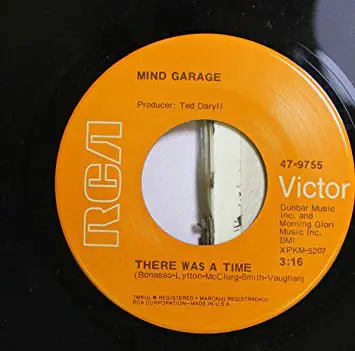 MIND GARAGE
Producer: Ted Daryll
RCA
47-9755
Victor
Dunbar Music
Inc. and
Morning Glori
Music Inc.
BMI
XPKM-5207
3:16
THERE WAS A TIME
(Bonasso-Lytton-McClurg-Smith-Vaughan)
TMK(s) ® REGISTERED • MARCA(s) REGISTRADA(s)
RCA CORPORATION—MADE IN U.S.A.